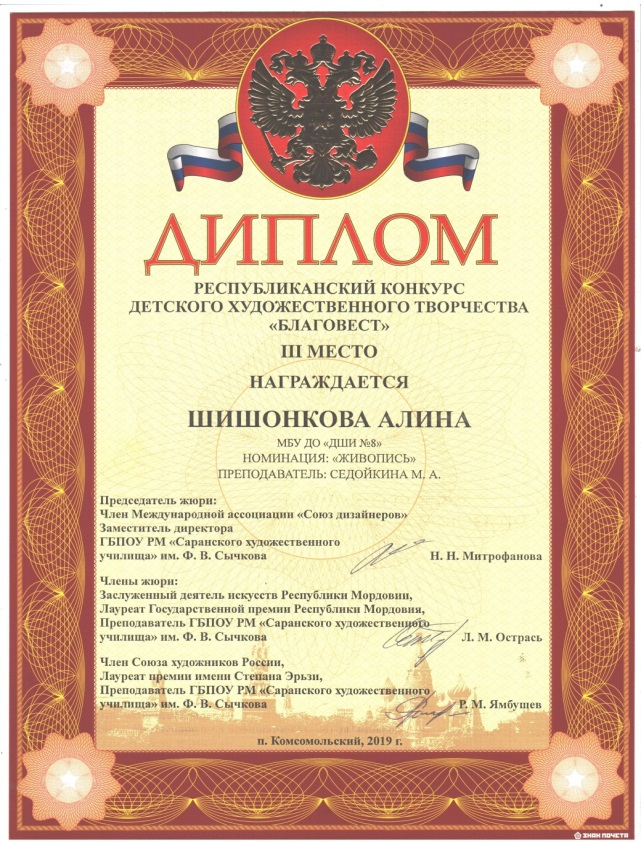 ДИПЛОМ
РЕСПУБЛИКАНСКИЙ КОНКУРС
ДЕТСКОГО ХУДОЖЕСТВЕННОГО ТВОРЧЕСТВА
«БЛАГОВЕСТ»
III МЕСТО
НАГРАЖДАЕТСЯ
ШИШОНКОВА АЛИНА
МБУ ДО «ДШИ №8»
НОМИНАЦИЯ: «ЖИВОПИСЬ»
ПРЕПОДАВАТЕЛЬ: СЕДОЙКИНА М. А.
Председатель жюри:
Член Международной ассоциации «Союз дизайнеров»
Заместитель директора
ГБПОУ РМ «Саранского художественного
училища» им. Ф. В. Сычкова Н. Н. Митрофанова
Члены жюри:
Заслуженный деятель искусств Республики Мордовии,
Лауреат Государственной премии Республики Мордовия,
Преподаватель ГБПОУ РМ «Саранского художественного
училища» им. Ф. В. Сычкова Л. М. Острась
Член Союза художников России,
Лауреат премии имени Степана Эрьзи,
Преподаватель ГБПОУ РМ «Саранского художественного
училища» им. Ф. В. Сычкова Р. М. Ямбушев
п. Комсомольский, 2019 г.
ЗНАК ПОЧЕТА